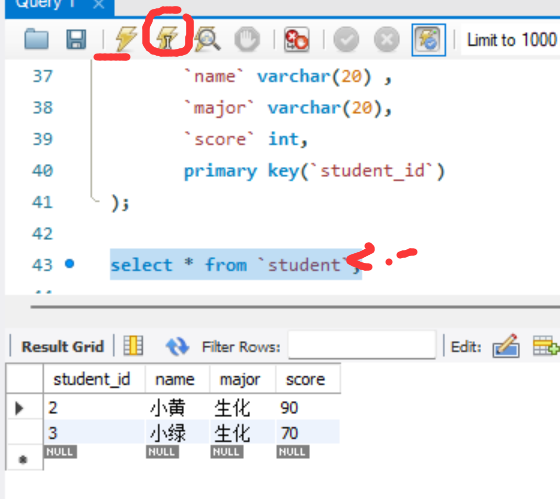 Query 1 ×
Limit to 1000
37 `name` varchar(20) ,
38 `major` varchar(20),
39 `score` int,
40 primary key(`student_id`)
41 );
42
43 select * from `student`;
Result Grid Filter Rows: Edit:
student_id name major score
2 小黄 生化 90
3 小绿 生化 70
NULL NULL NULL NULL